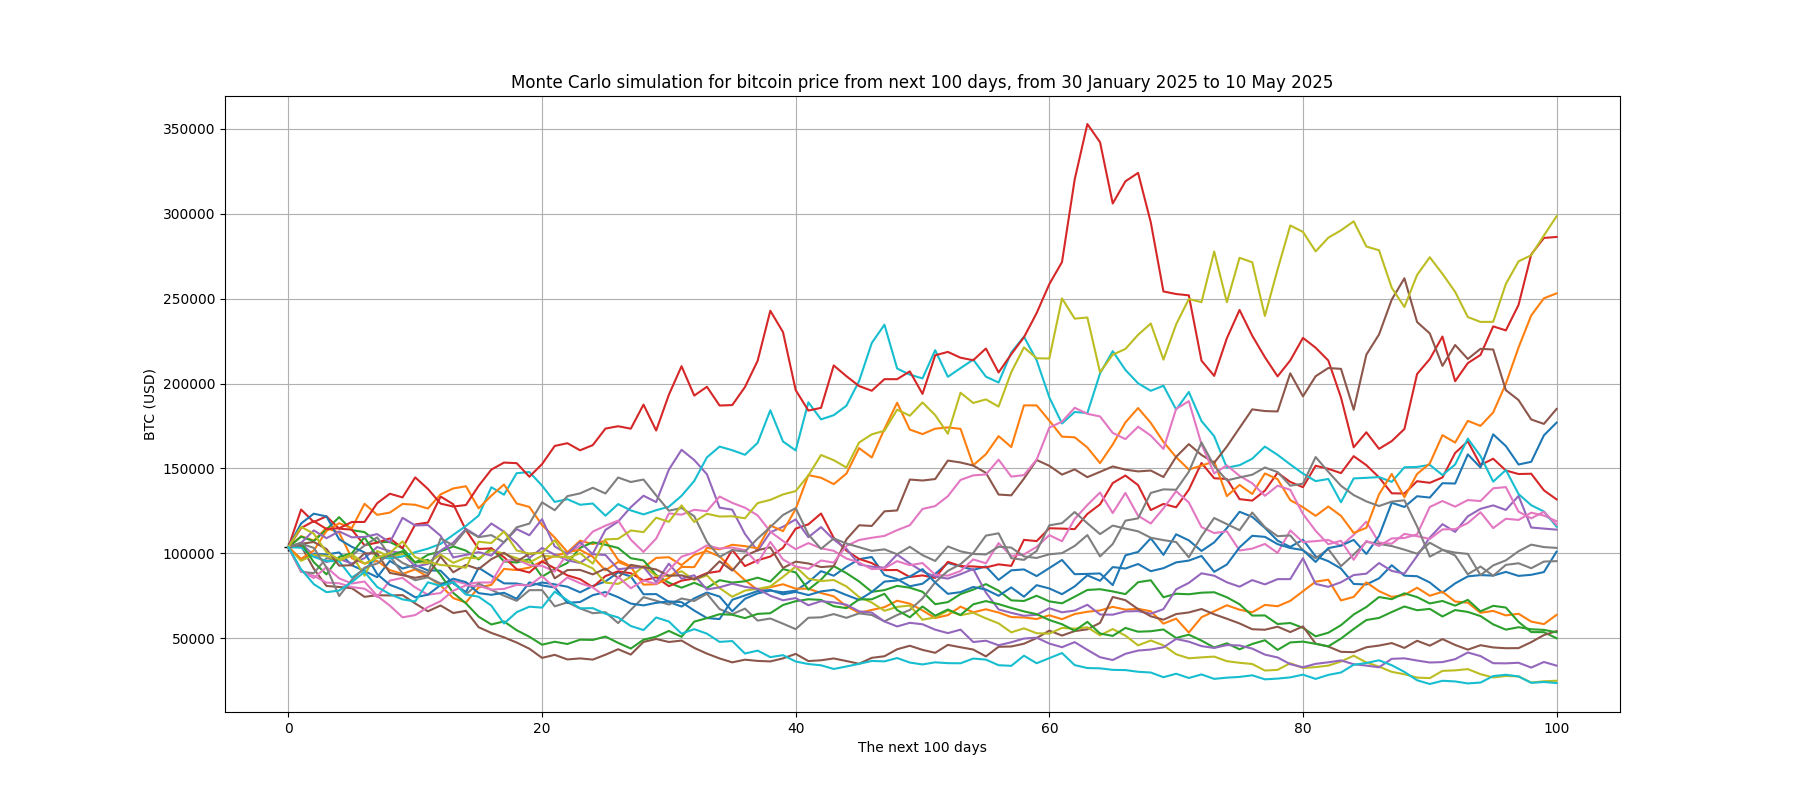 Monte Carlo simulation for bitcoin price from next 100 days, from 30 January 2025 to 10 May 2025
350000
300000
250000
200000
150000
100000
50000
BTC (USD)
0 20 40 60 80 100
The next 100 days